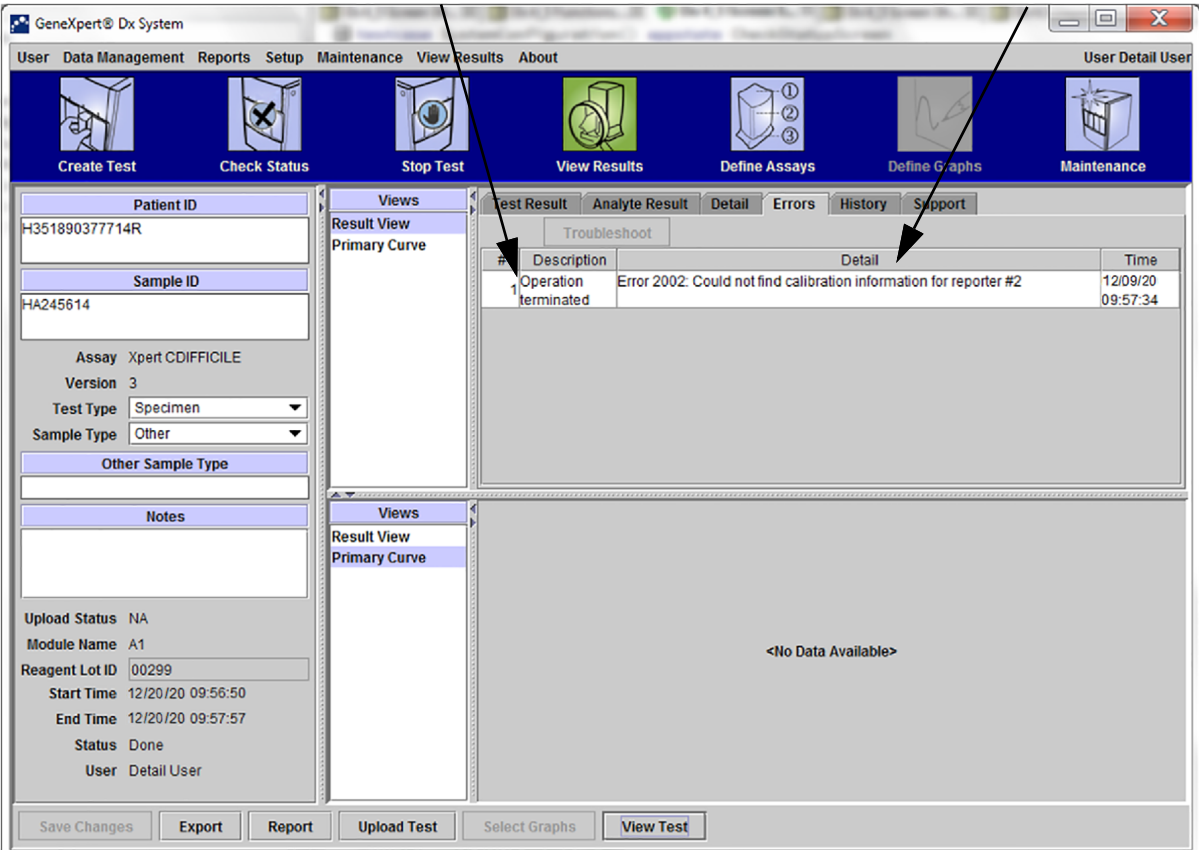 GeneXpert® Dx System
User Data Management Reports Setup Maintenance View Results About User Detail User
Create Test Check Status Stop Test View Results Define Assays Define Graphs Maintenance
① ② ③
Patient ID
H351890377714R
Sample ID
HA245614
Assay Xpert CDIFFICILE
Version 3
Test Type Specimen
Sample Type Other
Other Sample Type
Notes
Upload Status NA
Module Name A1
Reagent Lot ID 00299
Start Time 12/20/20 09:56:50
End Time 12/20/20 09:57:57
Status Done
User Detail User
Views
Result View
Primary Curve
Test Result Analyte Result Detail Errors History Support
Troubleshoot
# Description Detail Time
1 Operation terminated Error 2002: Could not find calibration information for reporter #2 12/09/20 09:57:34
Views
Result View
Primary Curve
<No Data Available>
Save Changes Export Report Upload Test Select Graphs View Test